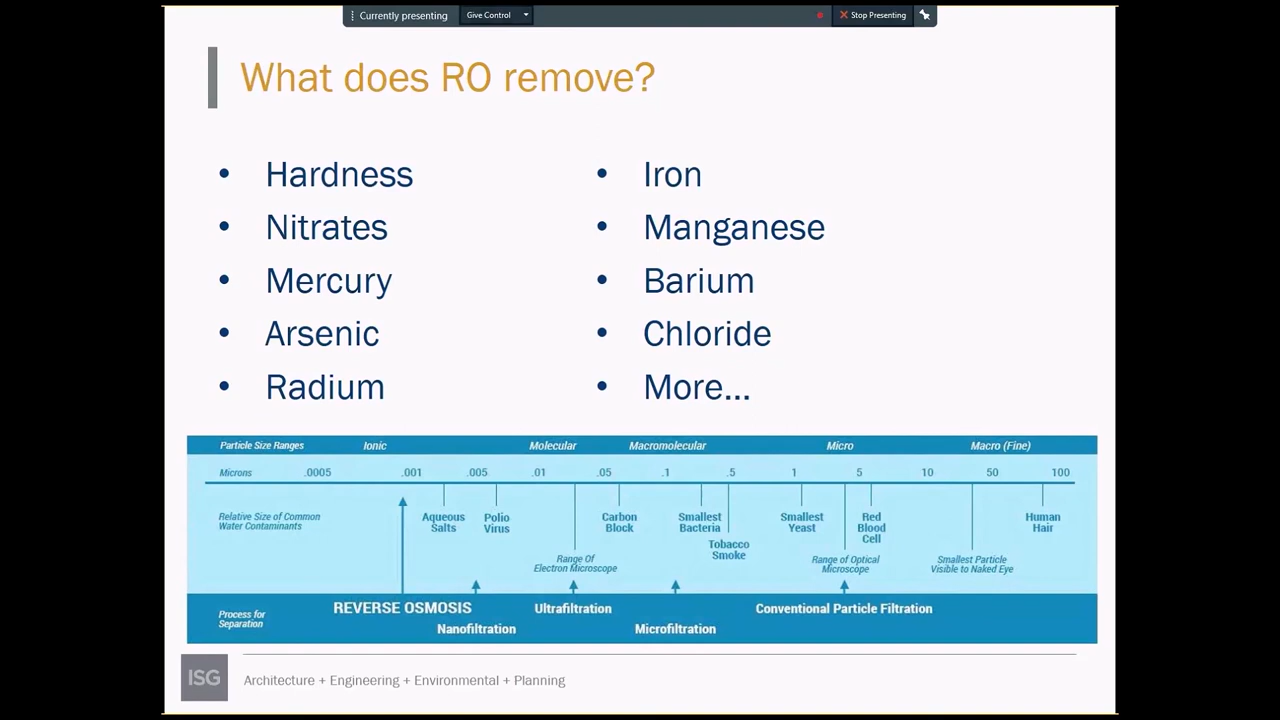 Currently presenting
Give Control
Stop Presenting
What does RO remove?
• Hardness
• Nitrates
• Mercury
• Arsenic
• Radium
• Iron
• Manganese
• Barium
• Chloride
• More...
Particle Size Ranges Ionic Molecular Macromolecular Micro Macro (Fine)
Microns .0005 .001 .005 .01 .05 .1 .5 1 5 10 50 100
Relative Size of Common
Water Contaminants
Aqueous
Salts
Polio
Virus
Range Of
Electron Microscope
Carbon
Block
Smallest
Bacteria
Tobacco
Smoke
Smallest
Yeast
Range of Optical
Microscope
Red
Blood
Cell
Smallest Particle
Visible to Naked Eye
Human
Hair
Process for
Separation
REVERSE OSMOSIS
Nanofiltration
Ultrafiltration
Microfiltration
Conventional Particle Filtration
ISG
Architecture + Engineering + Environmental + Planning